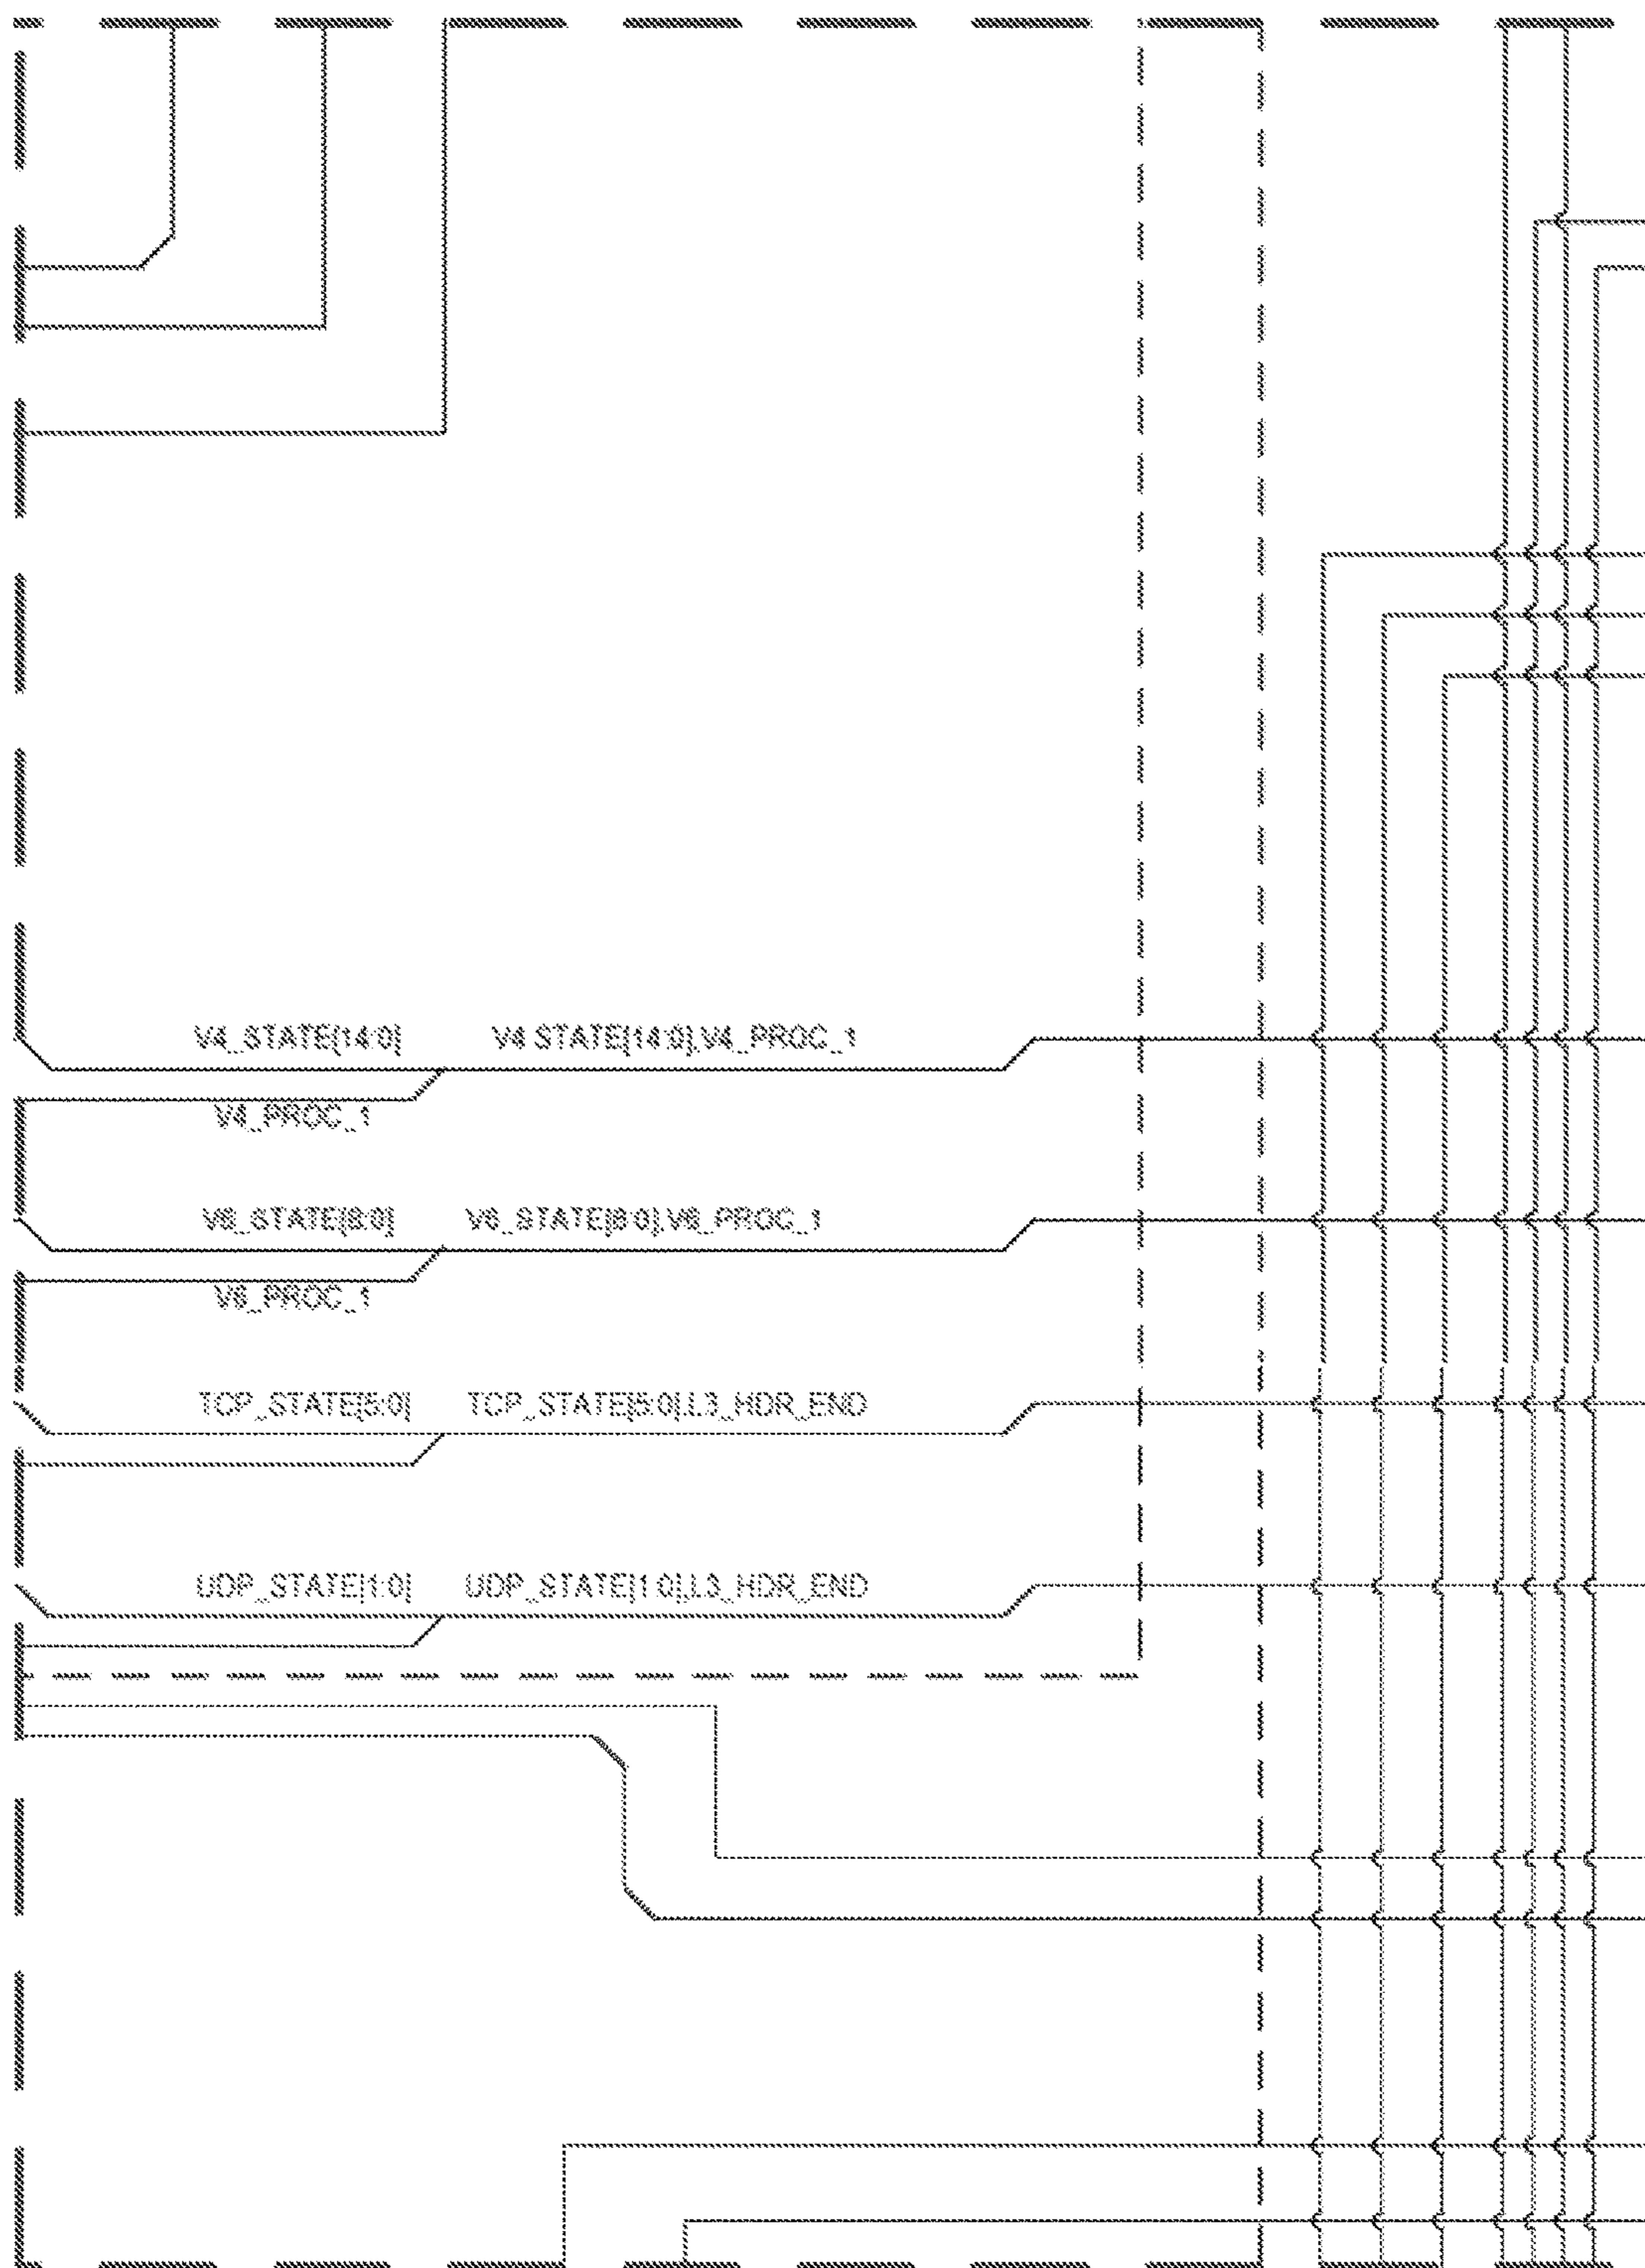 V4_STATE[14:0] V4 STATE[14:0],V4_PROC_1
V4_PROC_1
V6_STATE[8:0] V6_STATE[8:0],V6_PROC_1
V6_PROC_1
TCP_STATE[5:0] TCP_STATE[5:0],L3_HDR_END
UDP_STATE[1:0] UDP_STATE[1:0],L3_HDR_END